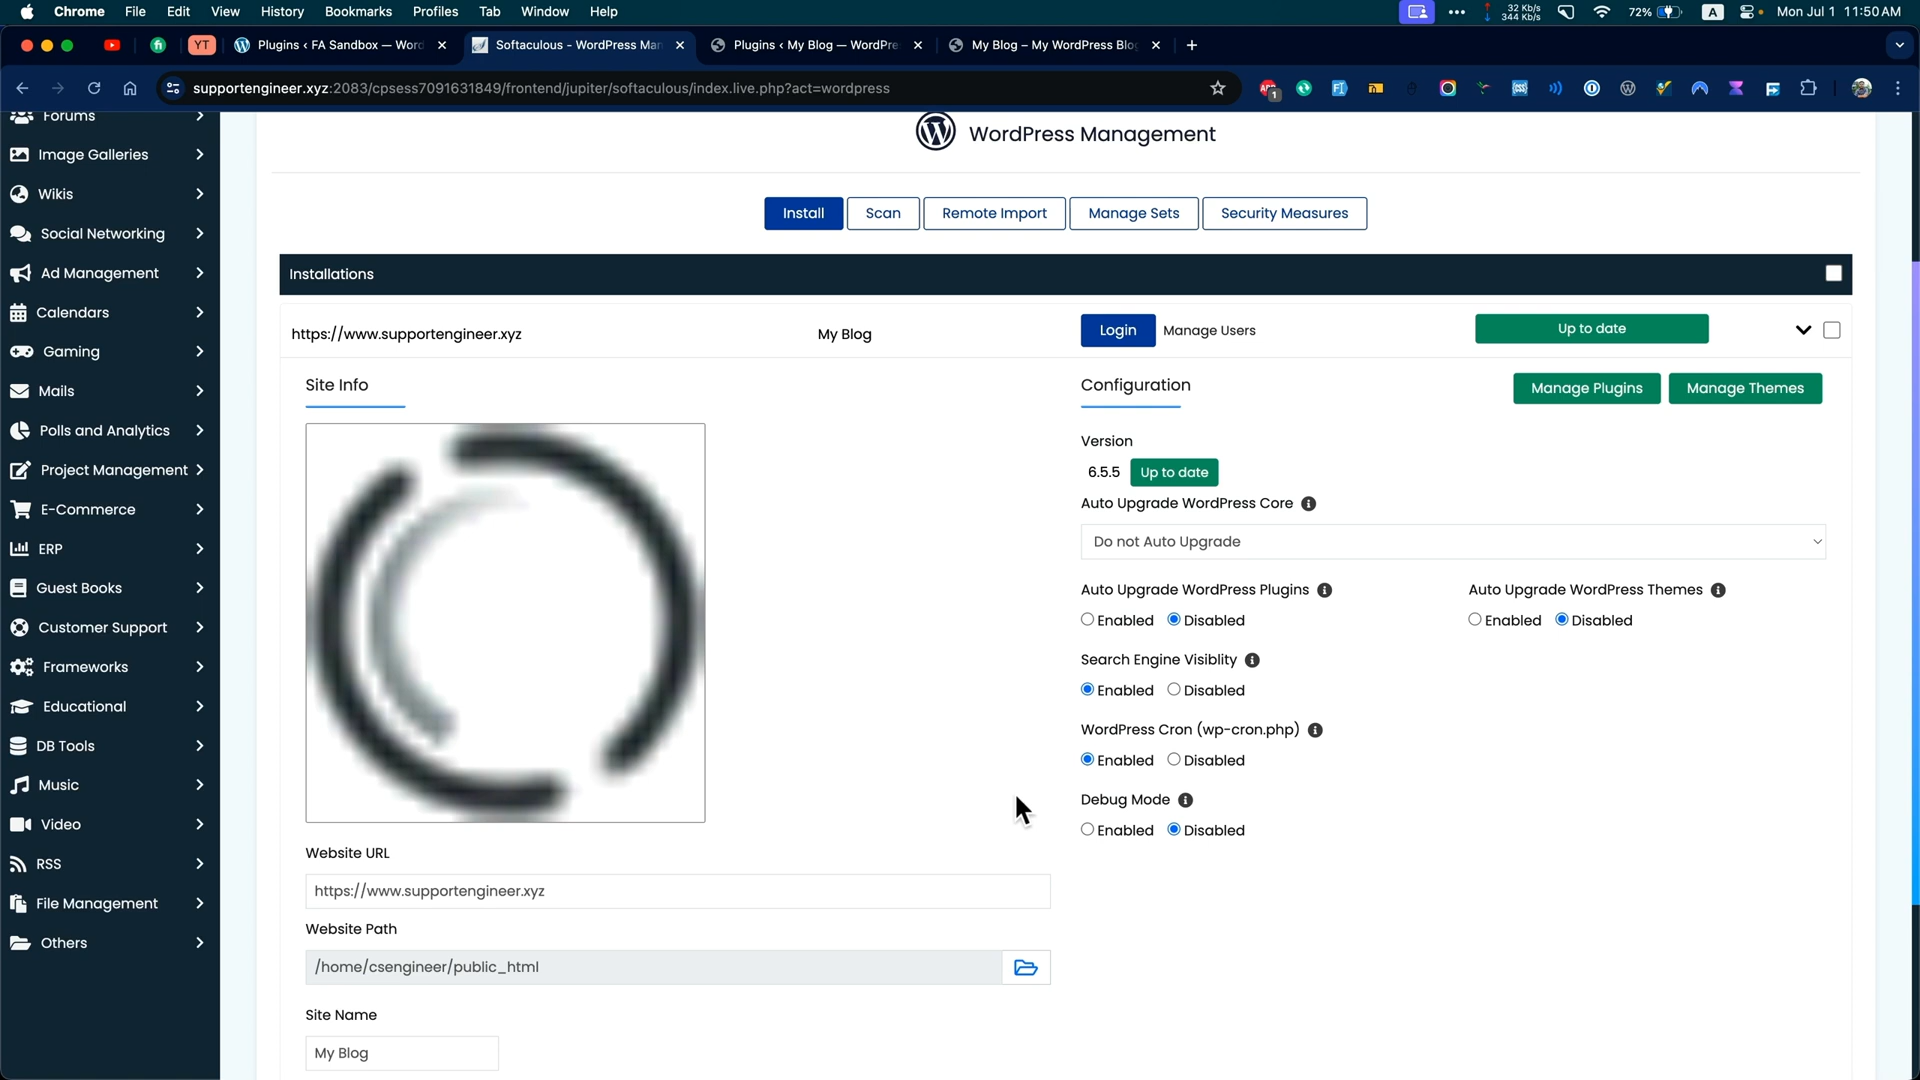 Chrome File Edit View History Bookmarks Profiles Tab Window Help
32 Kb/s
344 Kb/s
72% A Mon Jul 1 11:50 AM
YT Plugins ‹ FA Sandbox — Wor Softaculous - WordPress Man Plugins ‹ My Blog — WordPre My Blog – My WordPress Blog
supportengineer.xyz:2083/cpsess7091631849/frontend/jupiter/softaculous/index.live.php?act=wordpress
Forums
Image Galleries
Wikis
Social Networking
Ad Management
Calendars
Gaming
Mails
Polls and Analytics
Project Management
E-Commerce
ERP
Guest Books
Customer Support
Frameworks
Educational
DB Tools
Music
Video
RSS
File Management
Others
WordPress Management
Install Scan Remote Import Manage Sets Security Measures
Installations
https://www.supportengineer.xyz My Blog Login Manage Users Up to date
Site Info
Configuration Manage Plugins Manage Themes
Version
6.5.5 Up to date
Auto Upgrade WordPress Core
Do not Auto Upgrade
Auto Upgrade WordPress Plugins Auto Upgrade WordPress Themes
Enabled Disabled Enabled Disabled
Search Engine Visiblity
Enabled Disabled
WordPress Cron (wp-cron.php)
Enabled Disabled
Debug Mode
Enabled Disabled
Website URL
https://www.supportengineer.xyz
Website Path
/home/csengineer/public_html
Site Name
My Blog